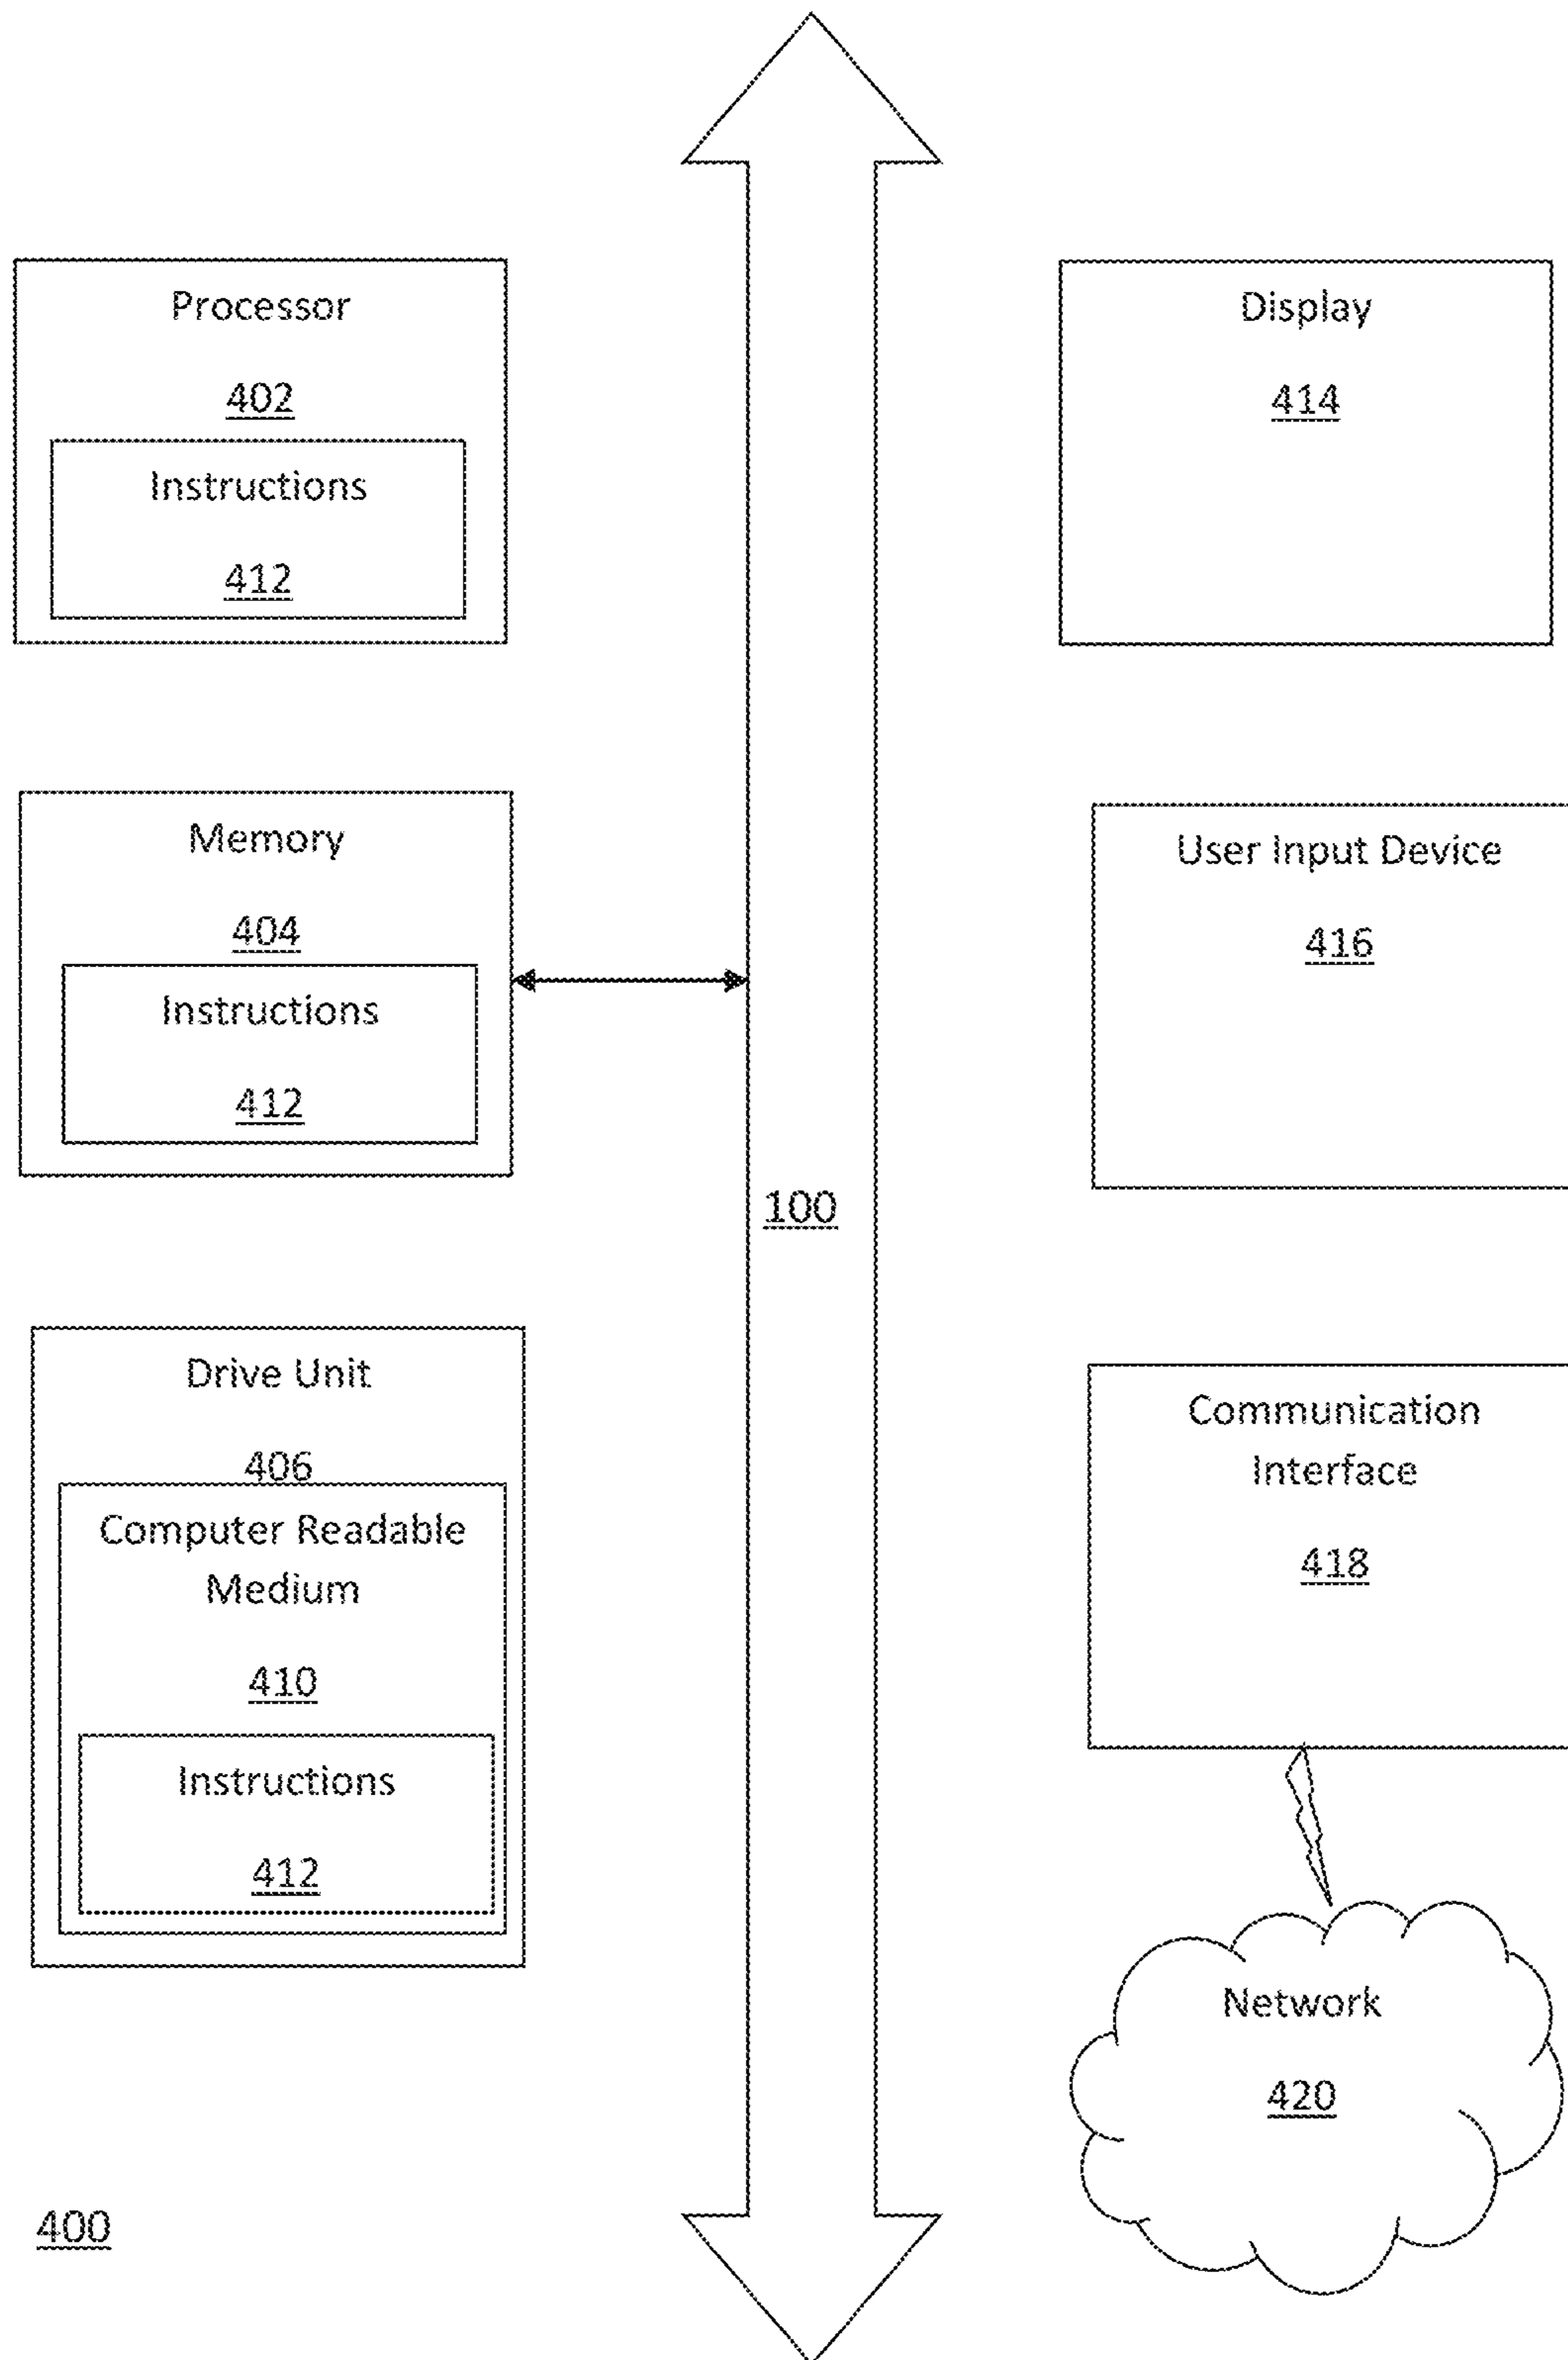 Processor
402
Instructions
412
Memory
404
Instructions
412
Drive Unit
406
Computer Readable
Medium
410
Instructions
412
400
100
Display
414
User Input Device
416
Communication
Interface
418
Network
420